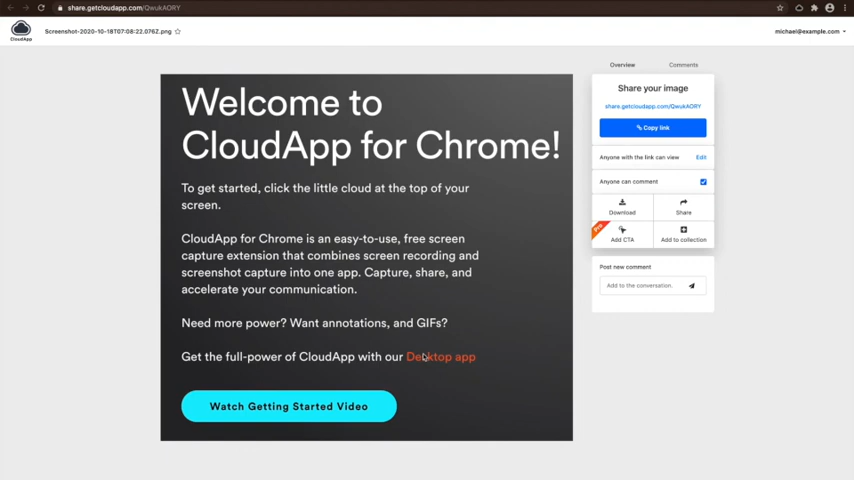 share.getcloudapp.com/QwukAORY
CloudApp
Screenshot-2020-10-18T07:08:22.076Z.png
michael@example.com
Welcome to
CloudApp for Chrome!
To get started, click the little cloud at the top of your
screen.
CloudApp for Chrome is an easy-to-use, free screen
capture extension that combines screen recording and
screenshot capture into one app. Capture, share, and
accelerate your communication.
Need more power? Want annotations, and GIFs?
Get the full-power of CloudApp with our Desktop app
Watch Getting Started Video
Overview
Comments
Share your image
share.getcloudapp.com/QwukAORY
Copy link
Anyone with the link can view
Edit
Anyone can comment
Download
Share
Pro
Add CTA
Add to collection
Post new comment
Add to the conversation.